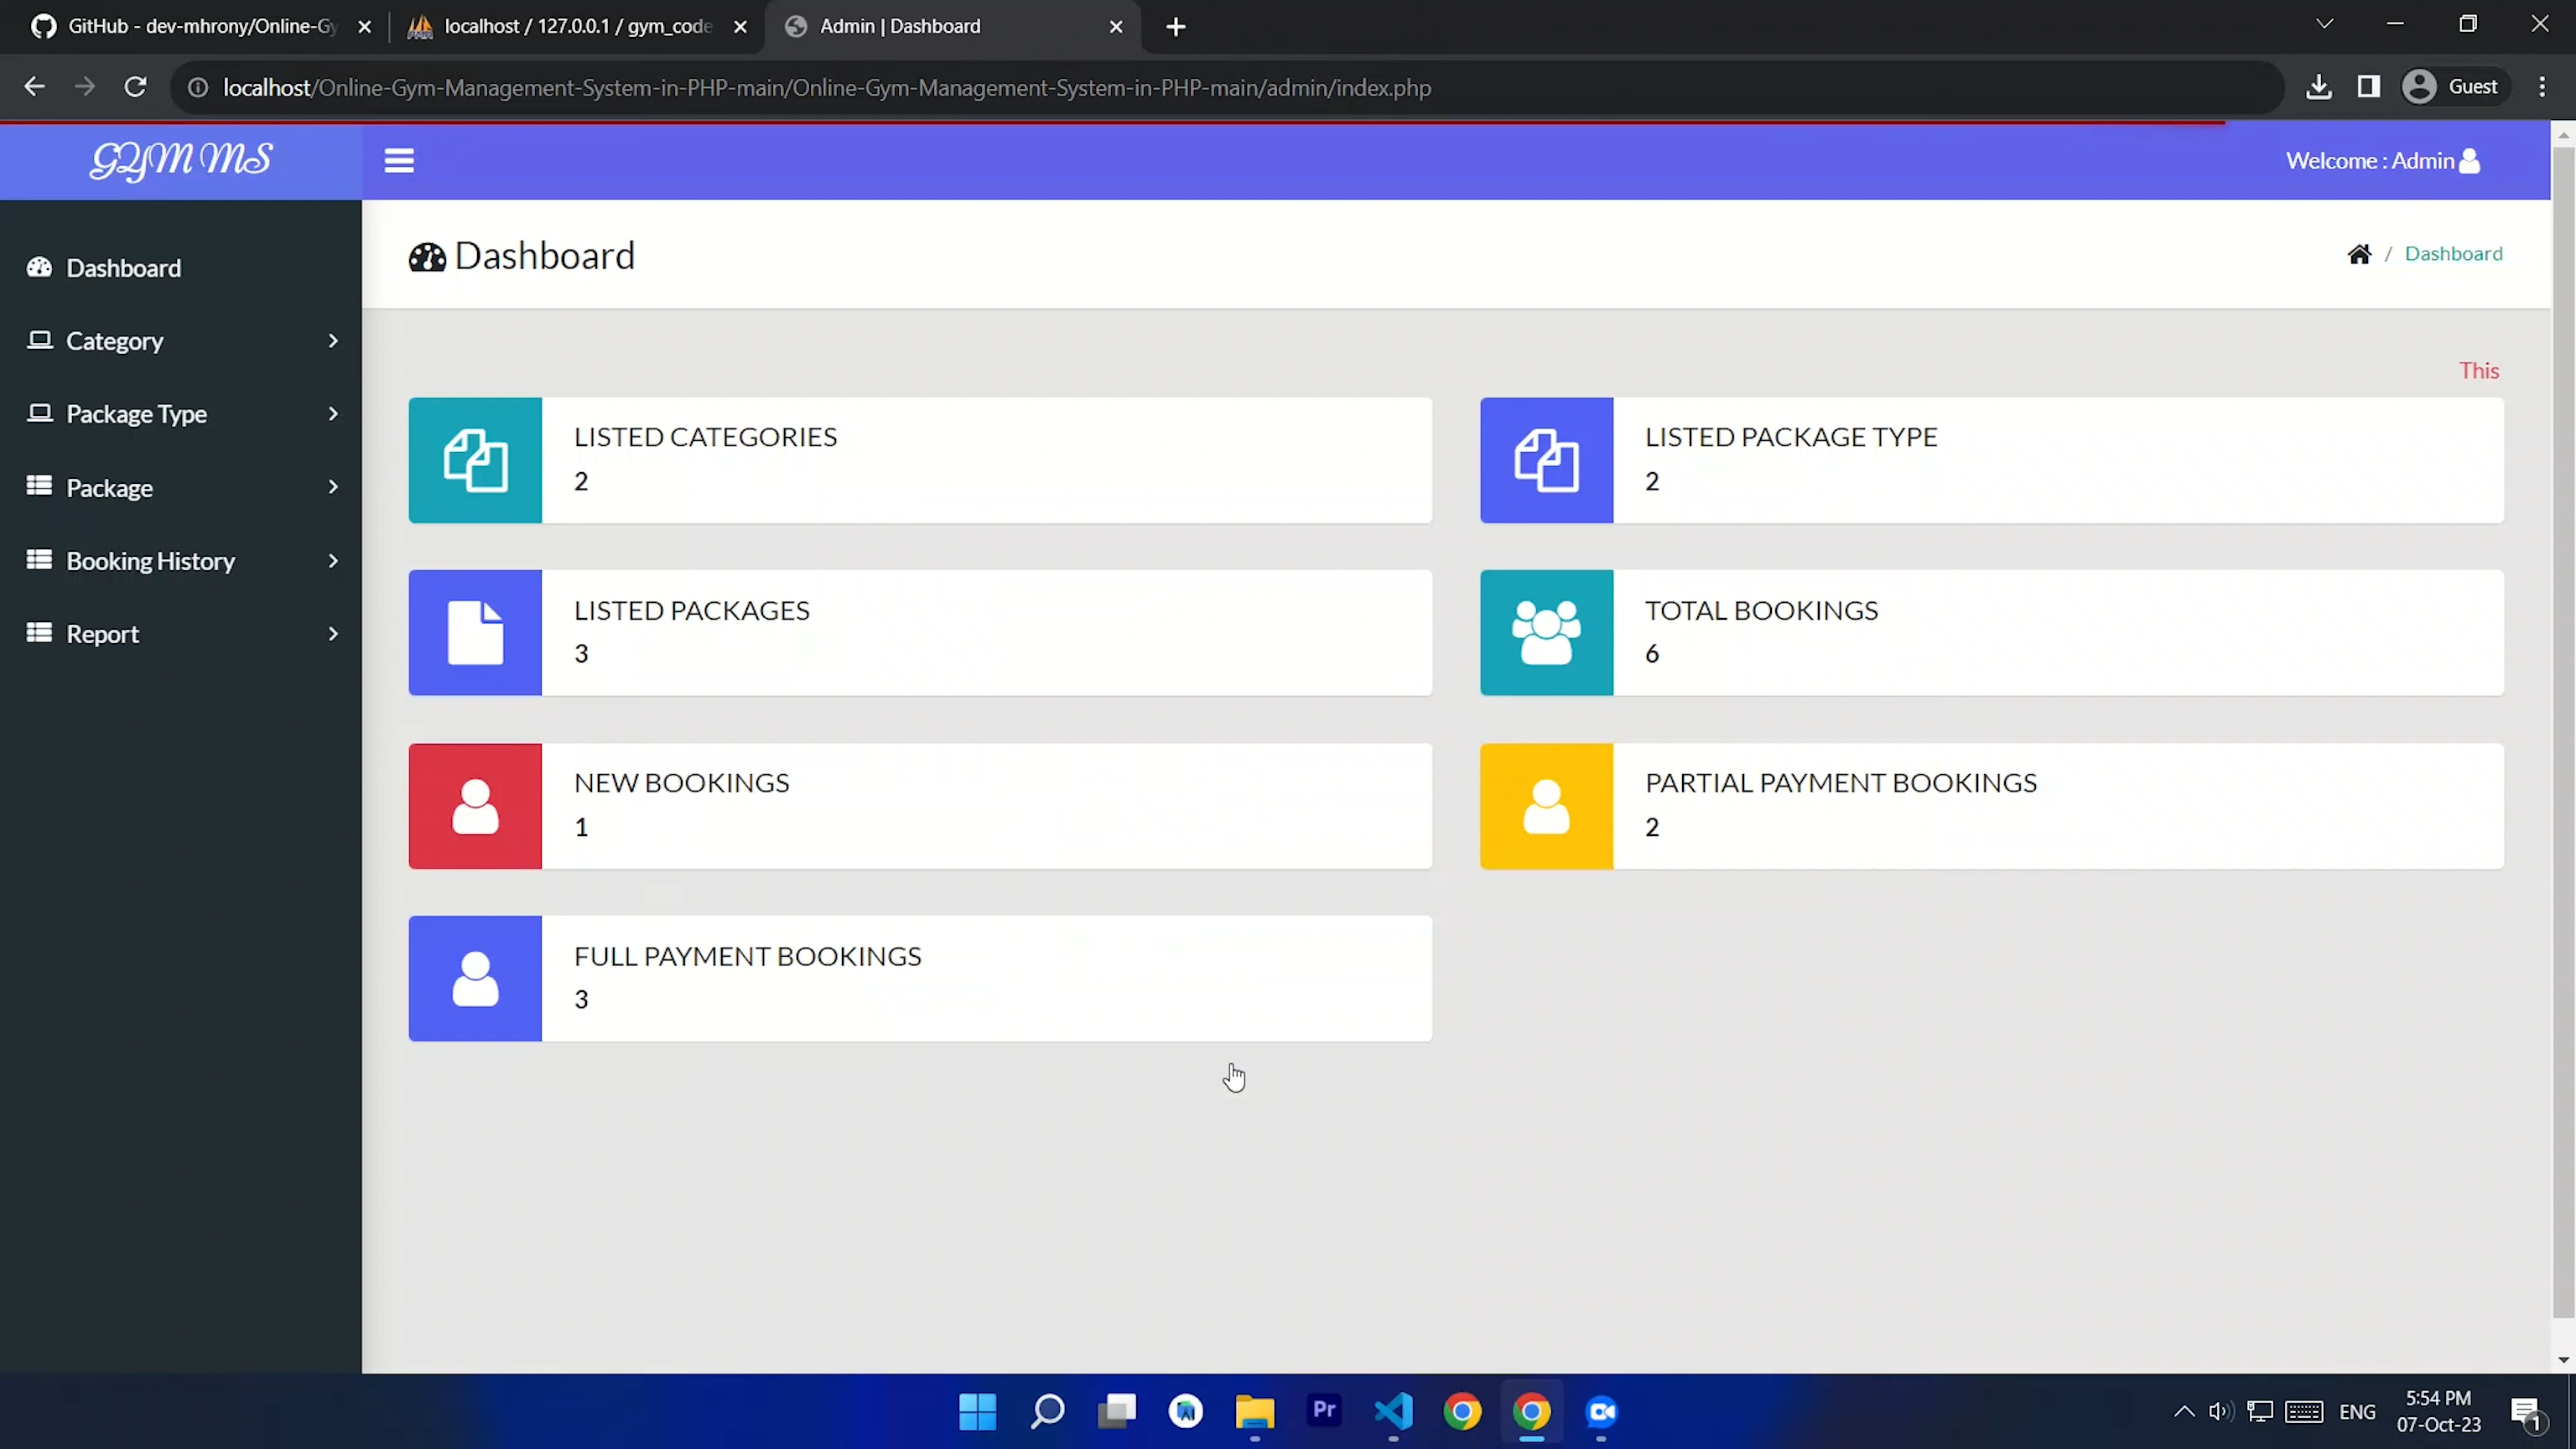 GitHub - dev-mhrony/Online-Gy
localhost / 127.0.0.1 / gym_code
Admin | Dashboard
localhost/Online-Gym-Management-System-in-PHP-main/Online-Gym-Management-System-in-PHP-main/admin/index.php
Guest
GYM MS
Welcome : Admin
Dashboard
Category
Package Type
Package
Booking History
Report
Dashboard
/ Dashboard
This
LISTED CATEGORIES
2
LISTED PACKAGE TYPE
2
LISTED PACKAGES
3
TOTAL BOOKINGS
6
NEW BOOKINGS
1
PARTIAL PAYMENT BOOKINGS
2
FULL PAYMENT BOOKINGS
3
Pr
ENG
5:54 PM
07-Oct-23
1